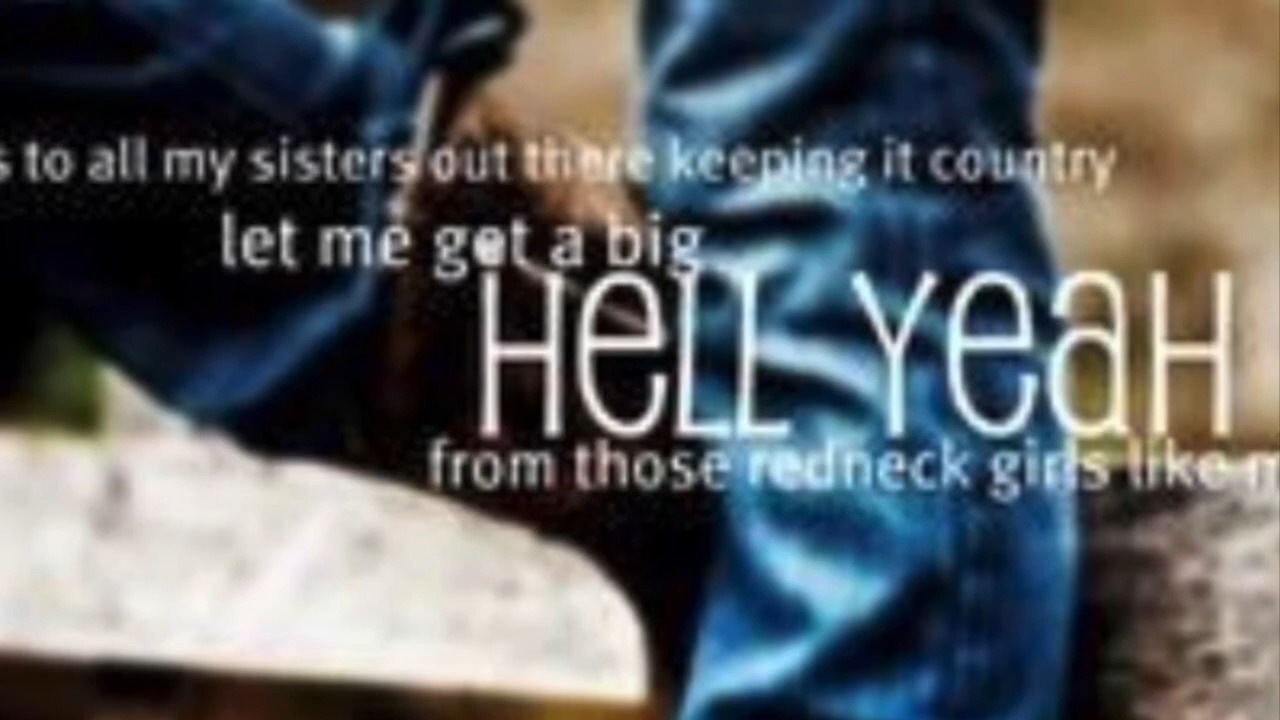 s to all my sisters out there keeping it country
let me get a big
HeLL YeaH
from those redneck girls like m